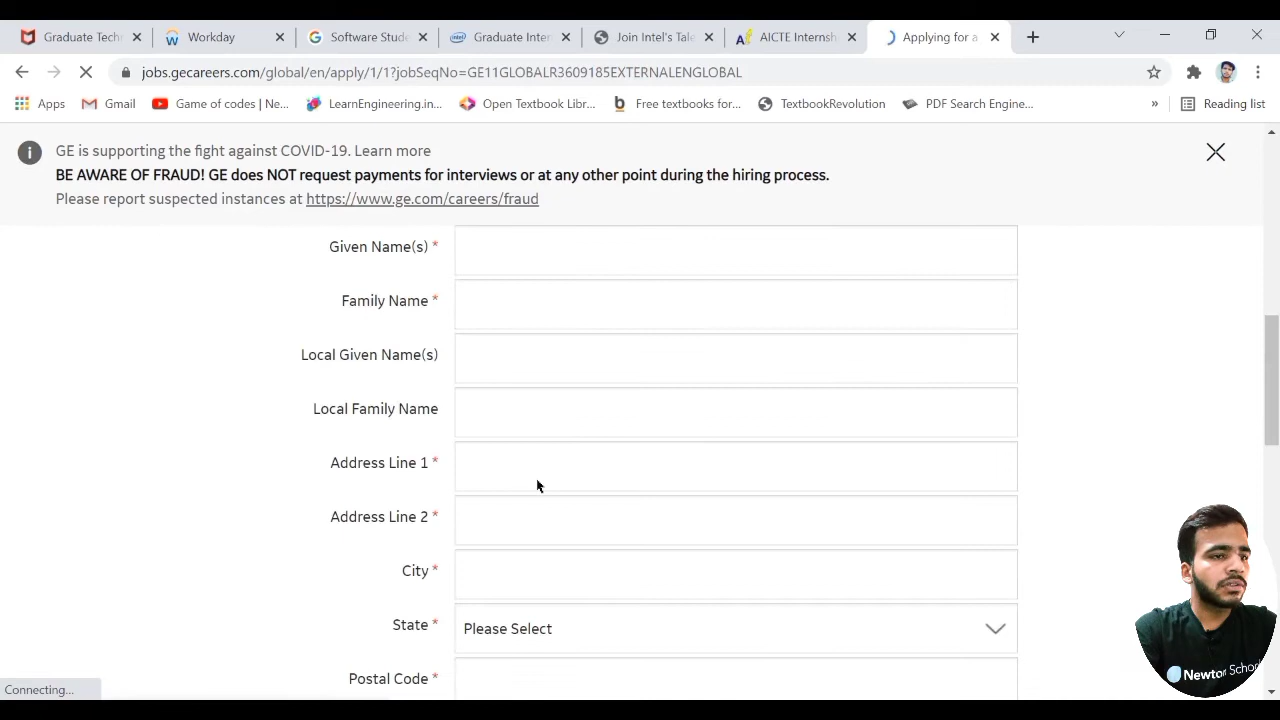 Graduate Tech
Workday
Software Stude
Graduate Inter
Join Intel's Tale
AICTE Internsh
Applying for a
jobs.gecareers.com/global/en/apply/1/1?jobSeqNo=GE11GLOBALR3609185EXTERNALENGLOBAL
Apps
Gmail
Game of codes | Ne...
LearnEngineering.in...
Open Textbook Libr...
Free textbooks for...
TextbookRevolution
PDF Search Engine...
»
Reading list
GE is supporting the fight against COVID-19. Learn more
BE AWARE OF FRAUD! GE does NOT request payments for interviews or at any other point during the hiring process.
Please report suspected instances at https://www.ge.com/careers/fraud
Given Name(s) *
Family Name *
Local Given Name(s)
Local Family Name
Address Line 1 *
Address Line 2 *
City *
State *
Please Select
Postal Code *
Connecting...
Newton School